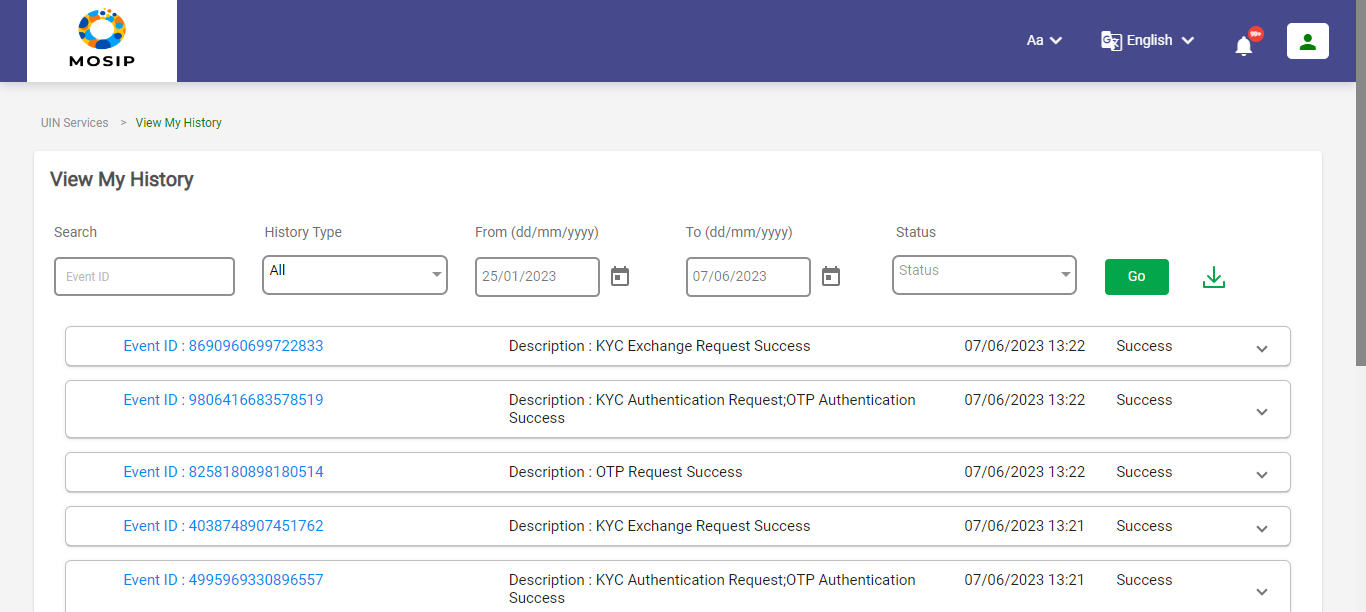 MOSIP
Aa
English
99+
UIN Services > View My History
View My History
Search
History Type
From (dd/mm/yyyy)
To (dd/mm/yyyy)
Status
Event ID
All
25/01/2023
07/06/2023
Status
Go
Event ID : 8690960699722833
Description : KYC Exchange Request Success
07/06/2023 13:22
Success
Event ID : 9806416683578519
Description : KYC Authentication Request;OTP Authentication
Success
07/06/2023 13:22
Success
Event ID : 8258180898180514
Description : OTP Request Success
07/06/2023 13:22
Success
Event ID : 4038748907451762
Description : KYC Exchange Request Success
07/06/2023 13:21
Success
Event ID : 4995969330896557
Description : KYC Authentication Request;OTP Authentication
Success
07/06/2023 13:21
Success